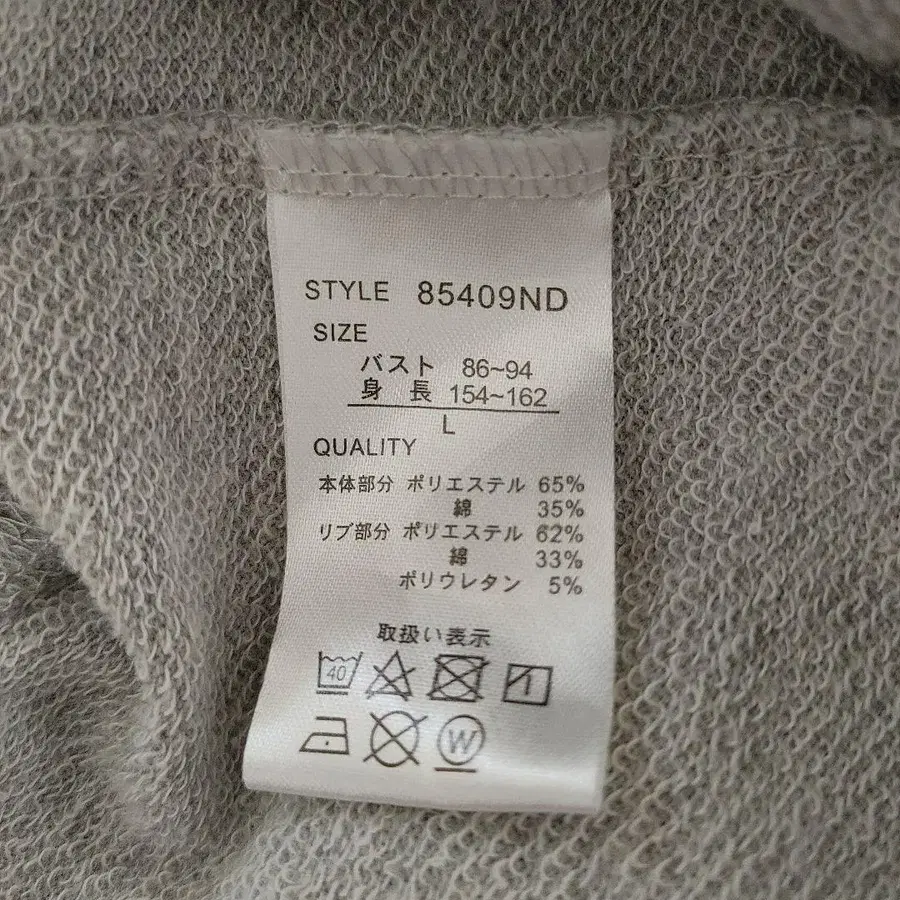 STYLE 85409ND
SIZE
バスト 86~94
身 長 154~162
L
QUALITY
本体部分 ポリエステル 65%
綿 35%
リブ部分 ポリエステル 62%
綿 33%
ポリウレタン 5%
取扱い表示
40
W